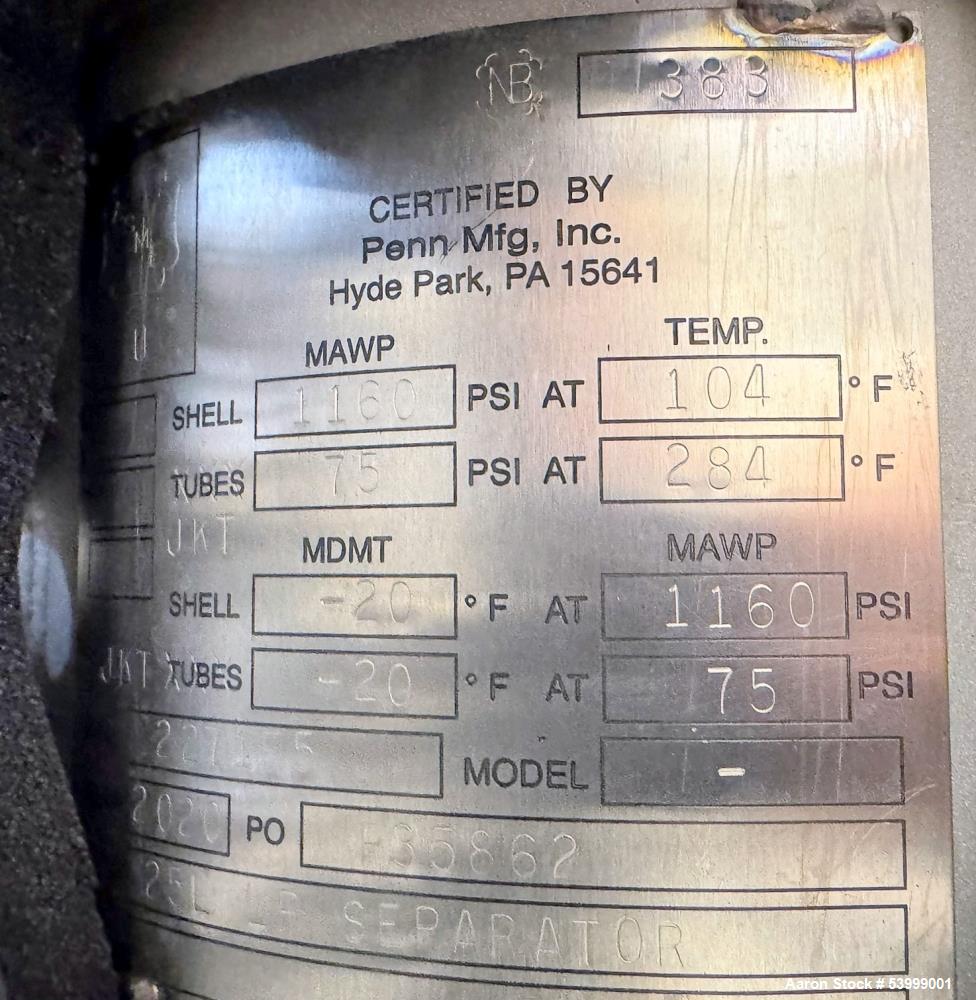 NB 383
CERTIFIED BY
Penn Mfg, Inc.
Hyde Park, PA 15641
MAWP TEMP.
SHELL 1160 PSI AT 104 °F
TUBES 75 PSI AT 284 °F
JKT
MDMT MAWP
SHELL -20 °F AT 1160 PSI
JKT TUBES -20 °F AT 75 PSI
MODEL -
2020 PO 35862
25L SEPARATOR
U
Aaron Stock # 53999001